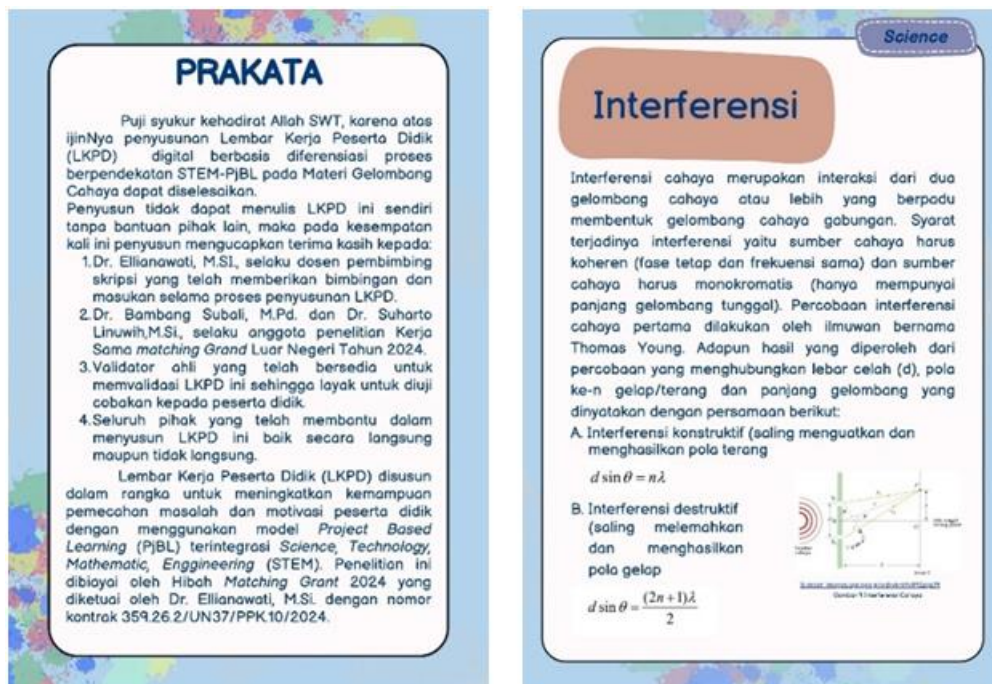 PRAKATA
Puji syukur kehadirat Allah SWT, karena atas
ijinNya penyusunan Lembar Kerja Peserta Didik
(LKPD) digital berbasis diferensiasi proses
berpendekatan STEM-PjBL pada Materi Gelombang
Cahaya dapat diselesaikan.
Penyusun tidak dapat menulis LKPD ini sendiri
tanpa bantuan pihak lain, maka pada kesempatan
kali ini penyusun mengucapkan terima kasih kepada:
1.Dr. Ellianawati, M.SI., selaku dosen pembimbing
skripsi yang telah memberikan bimbingan dan
masukan selama proses penyusunan LKPD.
2.Dr. Bambang Subali, M.Pd. dan Dr. Suharto
Linuwih,M.Si., selaku anggota penelitian Kerja
Sama matching Grand Luar Negeri Tahun 2024.
3.Validator ahli yang telah bersedia untuk
memvalidasi LKPD ini sehingga layak untuk diuji
cobakan kepada peserta didik.
4.Seluruh pihak yang telah membantu dalam
menyusun LKPD ini baik secara langsung
maupun tidak langsung.
Lembar Kerja Peserta Didik (LKPD) disusun
dalam rangka untuk meningkatkan kemampuan
pemecahan masalah dan motivasi peserta didik
dengan menggunakan model Project Based
Learning (PjBL) terintegrasi Science, Technology,
Mathematic, Enggineering (STEM). Penelitian ini
dibiayai oleh Hibah Matching Grant 2024 yang
diketuai oleh Dr. Ellianawati, M.Si. dengan nomor
kontrak 359.26.2/UN37/PPK.10/2024.
Science
Interferensi
Interferensi cahaya merupakan interaksi dari dua
gelombang cahaya atau lebih yang berpadu
membentuk gelombang cahaya gabungan. Syarat
terjadinya interferensi yaitu sumber cahaya harus
koheren (fase tetap dan frekuensi sama) dan sumber
cahaya harus monokromatis (hanya mempunyai
panjang gelombang tunggal). Percobaan interferensi
cahaya pertama dilakukan oleh ilmuwan bernama
Thomas Young. Adapun hasil yang diperoleh dari
percobaan yang menghubungkan lebar celah (d), pola
ke-n gelap/terang dan panjang gelombang yang
dinyatakan dengan persamaan berikut:
A. Interferensi konstruktif (saling menguatkan dan
menghasilkan pola terang
d sin θ = nλ
B. Interferensi destruktif
(saling melemahkan
dan menghasilkan
pola gelap
d sin θ = (2n+1)λ / 2
Gambar 9 Interferensi Cahaya